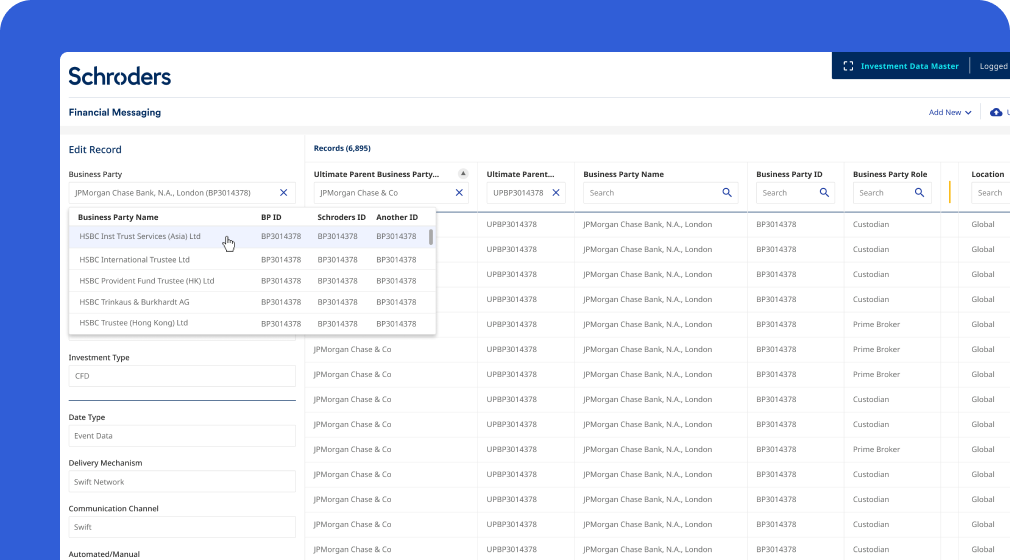 Schroders
Investment Data Master
Logged
Financial Messaging
Add New
Edit Record
Business Party
JPMorgan Chase Bank, N.A., London (BP3014378)
Business Party Name BP ID Schroders ID Another ID
HSBC Inst Trust Services (Asia) Ltd BP3014378 BP3014378 BP3014378
HSBC International Trustee Ltd BP3014378 BP3014378 BP3014378
HSBC Provident Fund Trustee (HK) Ltd BP3014378 BP3014378 BP3014378
HSBC Trinkaus & Burkhardt AG BP3014378 BP3014378 BP3014378
HSBC Trustee (Hong Kong) Ltd BP3014378 BP3014378 BP3014378
Investment Type
CFD
Date Type
Event Data
Delivery Mechanism
Swift Network
Communication Channel
Swift
Automated/Manual
Records (6,895)
Ultimate Parent Business Party... Ultimate Parent... Business Party Name Business Party ID Business Party Role Location
JPMorgan Chase & Co UPBP3014378 Search Search Search Search
UPBP3014378 JPMorgan Chase Bank, N.A., London BP3014378 Custodian Global
UPBP3014378 JPMorgan Chase Bank, N.A., London BP3014378 Custodian Global
UPBP3014378 JPMorgan Chase Bank, N.A., London BP3014378 Custodian Global
UPBP3014378 JPMorgan Chase Bank, N.A., London BP3014378 Custodian Global
UPBP3014378 JPMorgan Chase Bank, N.A., London BP3014378 Prime Broker Global
JPMorgan Chase & Co UPBP3014378 JPMorgan Chase Bank, N.A., London BP3014378 Prime Broker Global
JPMorgan Chase & Co UPBP3014378 JPMorgan Chase Bank, N.A., London BP3014378 Prime Broker Global
JPMorgan Chase & Co UPBP3014378 JPMorgan Chase Bank, N.A., London BP3014378 Custodian Global
JPMorgan Chase & Co UPBP3014378 JPMorgan Chase Bank, N.A., London BP3014378 Custodian Global
JPMorgan Chase & Co UPBP3014378 JPMorgan Chase Bank, N.A., London BP3014378 Prime Broker Global
JPMorgan Chase & Co UPBP3014378 JPMorgan Chase Bank, N.A., London BP3014378 Custodian Global
JPMorgan Chase & Co UPBP3014378 JPMorgan Chase Bank, N.A., London BP3014378 Custodian Global
JPMorgan Chase & Co UPBP3014378 JPMorgan Chase Bank, N.A., London BP3014378 Custodian Global
JPMorgan Chase & Co UPBP3014378 JPMorgan Chase Bank, N.A., London BP3014378 Custodian Global